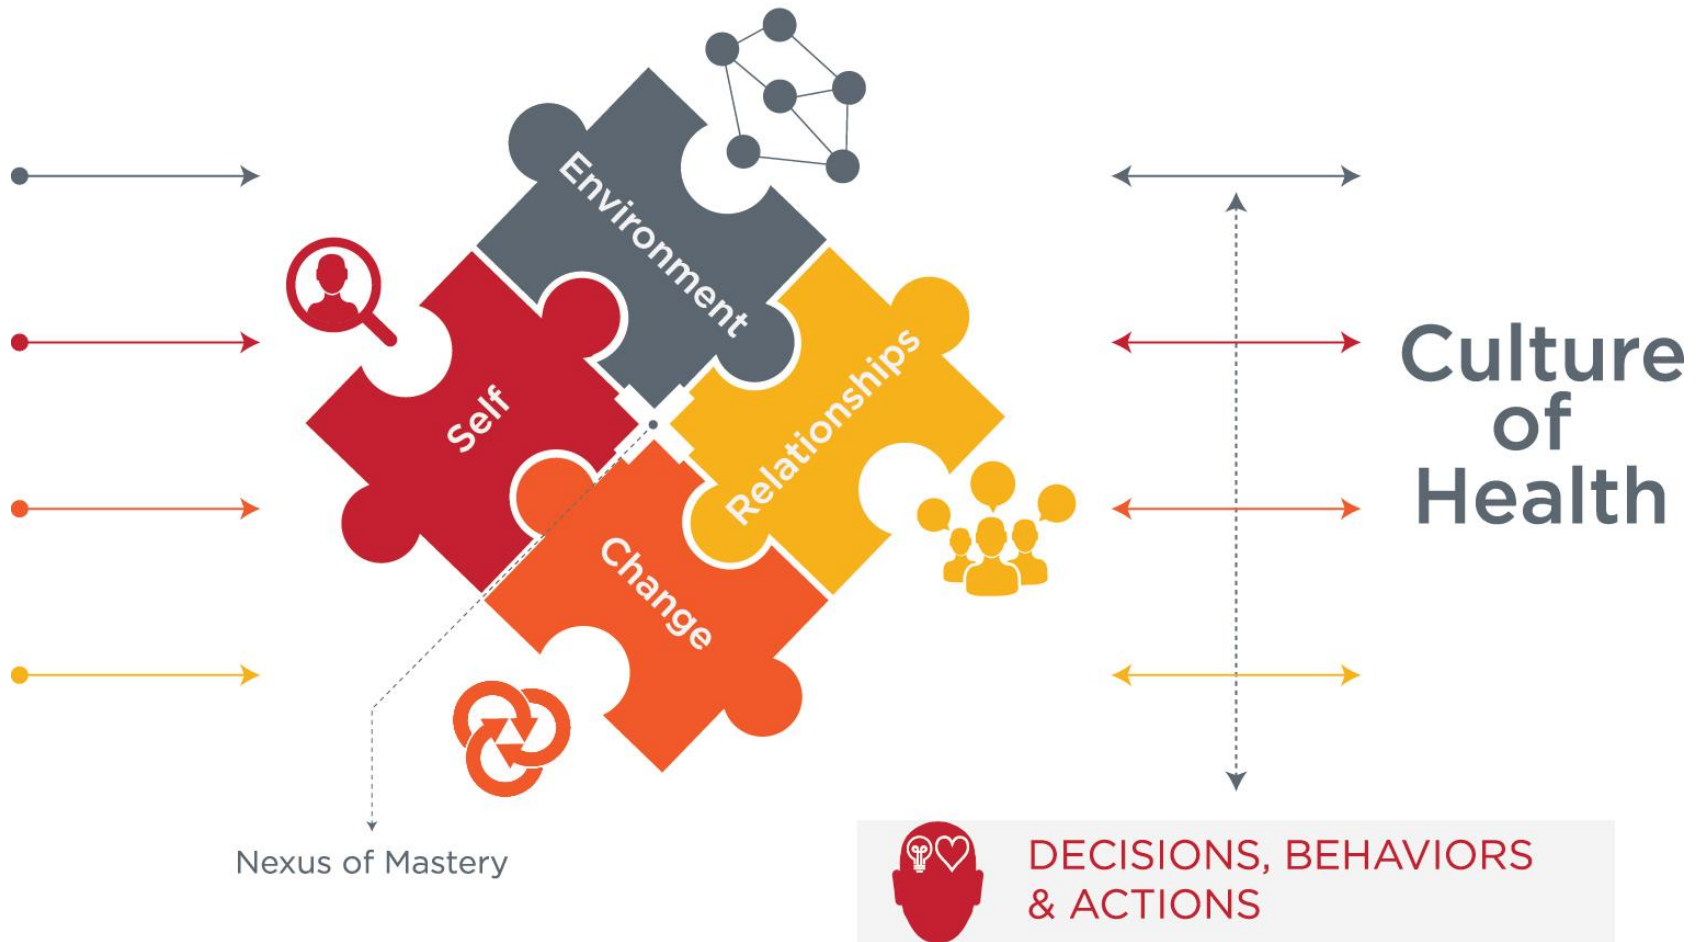 Environment
Self
Relationships
Change
Culture
of
Health
Nexus of Mastery
DECISIONS, BEHAVIORS
& ACTIONS